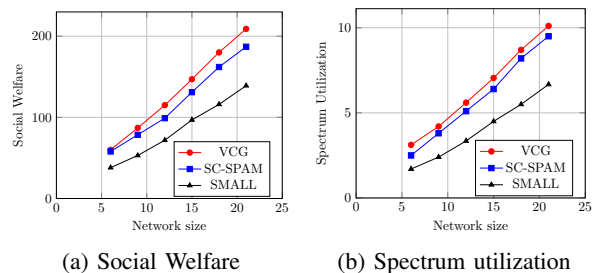 200
100
0
0 5 10 15 20 25
Social Welfare
Network size
VCG
SC-SPAM
SMALL
(a) Social Welfare
10
5
0
0 5 10 15 20 25
Spectrum Utilization
Network size
VCG
SC-SPAM
SMALL
(b) Spectrum utilization